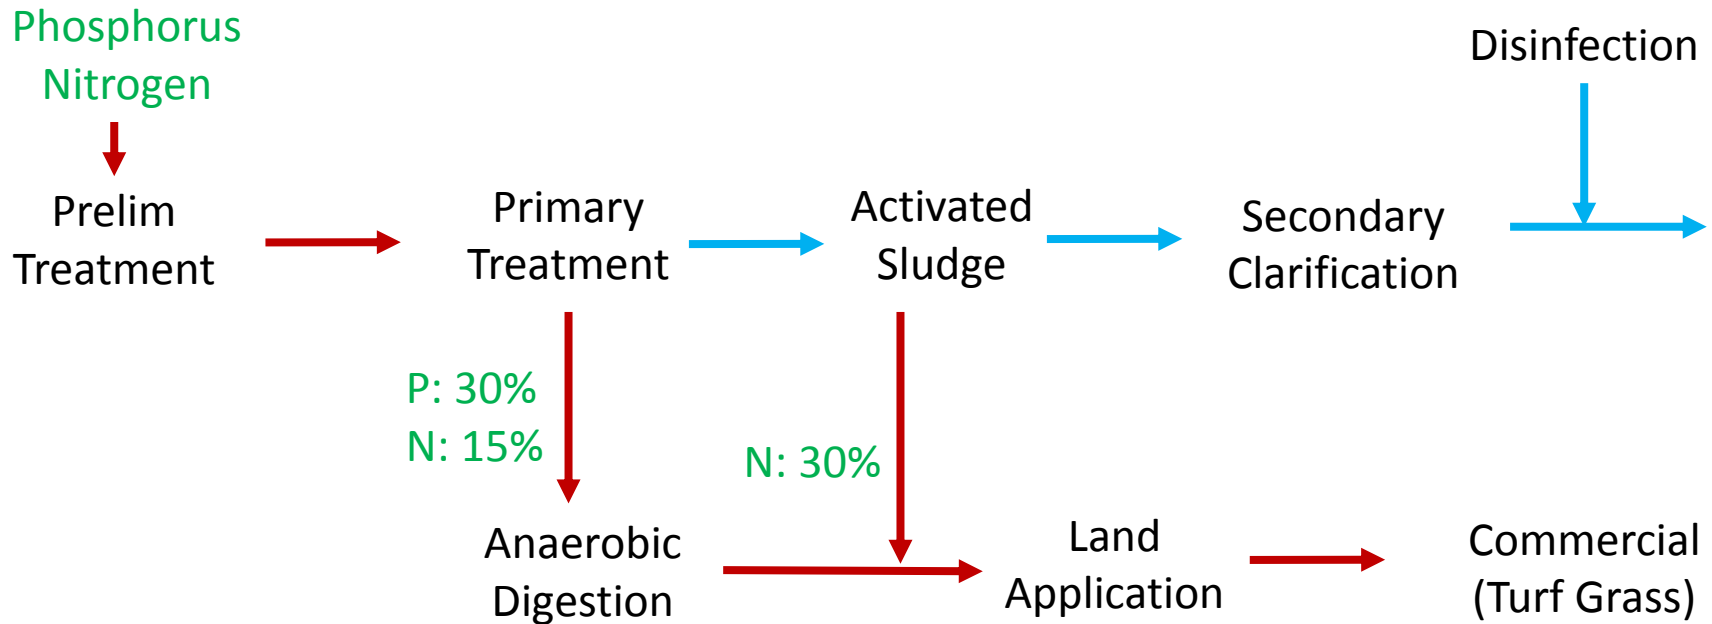 Phosphorus
Nitrogen
Disinfection
Prelim
Treatment
Primary
Treatment
Activated
Sludge
Secondary
Clarification
P: 30%
N: 15%
N: 30%
Anaerobic
Digestion
Land
Application
Commercial
(Turf Grass)